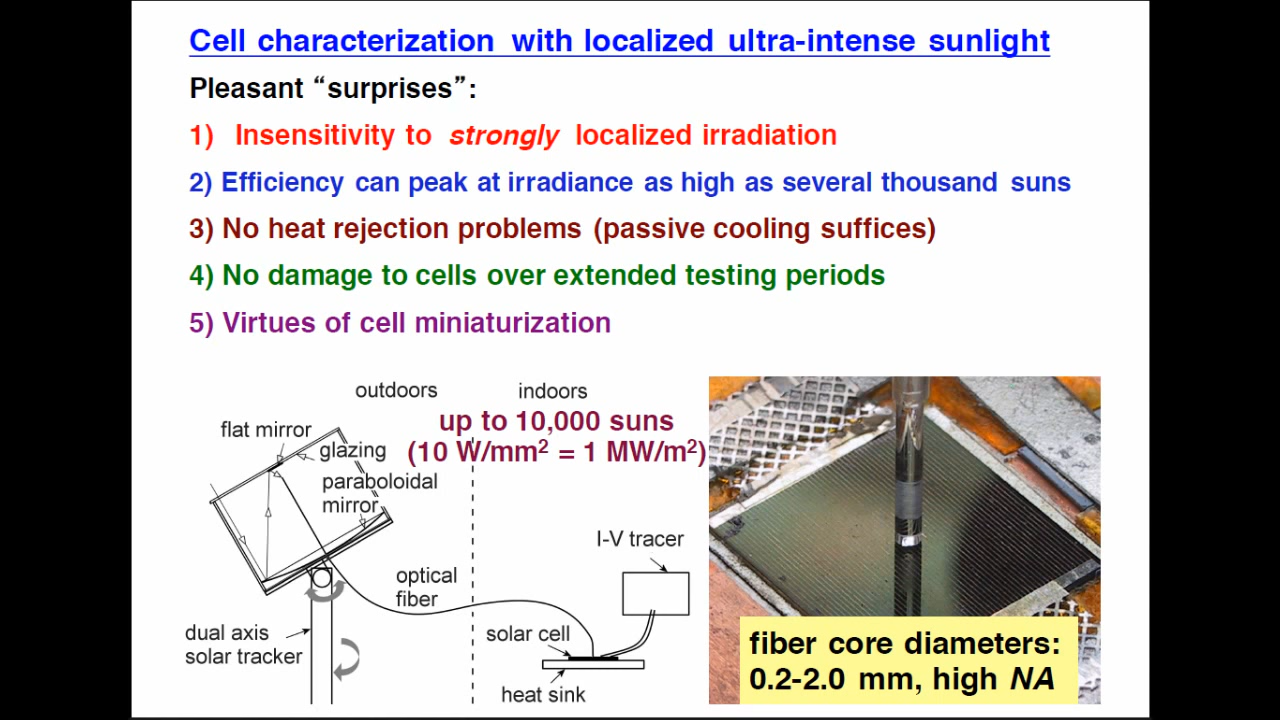 Cell characterization with localized ultra-intense sunlight
Pleasant “surprises”:
1) Insensitivity to strongly localized irradiation
2) Efficiency can peak at irradiance as high as several thousand suns
3) No heat rejection problems (passive cooling suffices)
4) No damage to cells over extended testing periods
5) Virtues of cell miniaturization
outdoors
indoors
up to 10,000 suns
(10 W/mm² = 1 MW/m²)
flat mirror
glazing
paraboloidal
mirror
I-V tracer
optical
fiber
dual axis
solar tracker
solar cell
heat sink
fiber core diameters:
0.2-2.0 mm, high NA